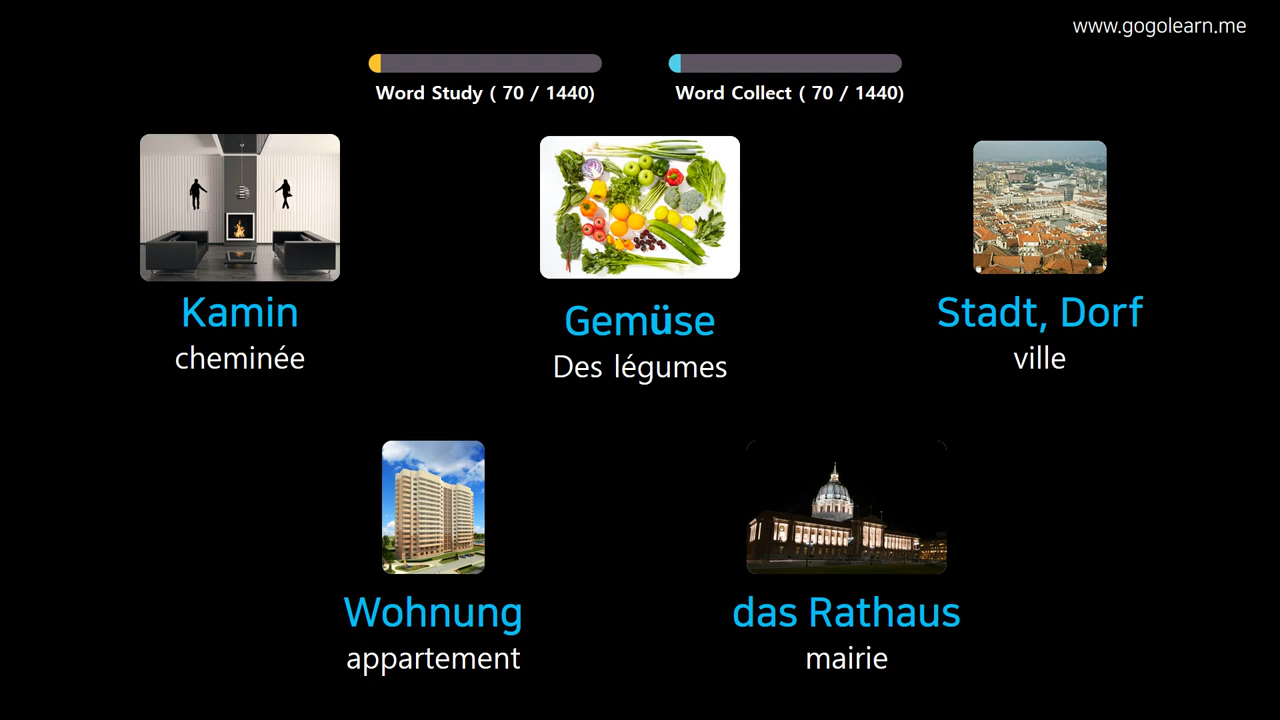 www.gogolearn.me
Word Study ( 70 / 1440)
Word Collect ( 70 / 1440)
Kamin
cheminée
Gemüse
Des légumes
Stadt, Dorf
ville
Wohnung
appartement
das Rathaus
mairie